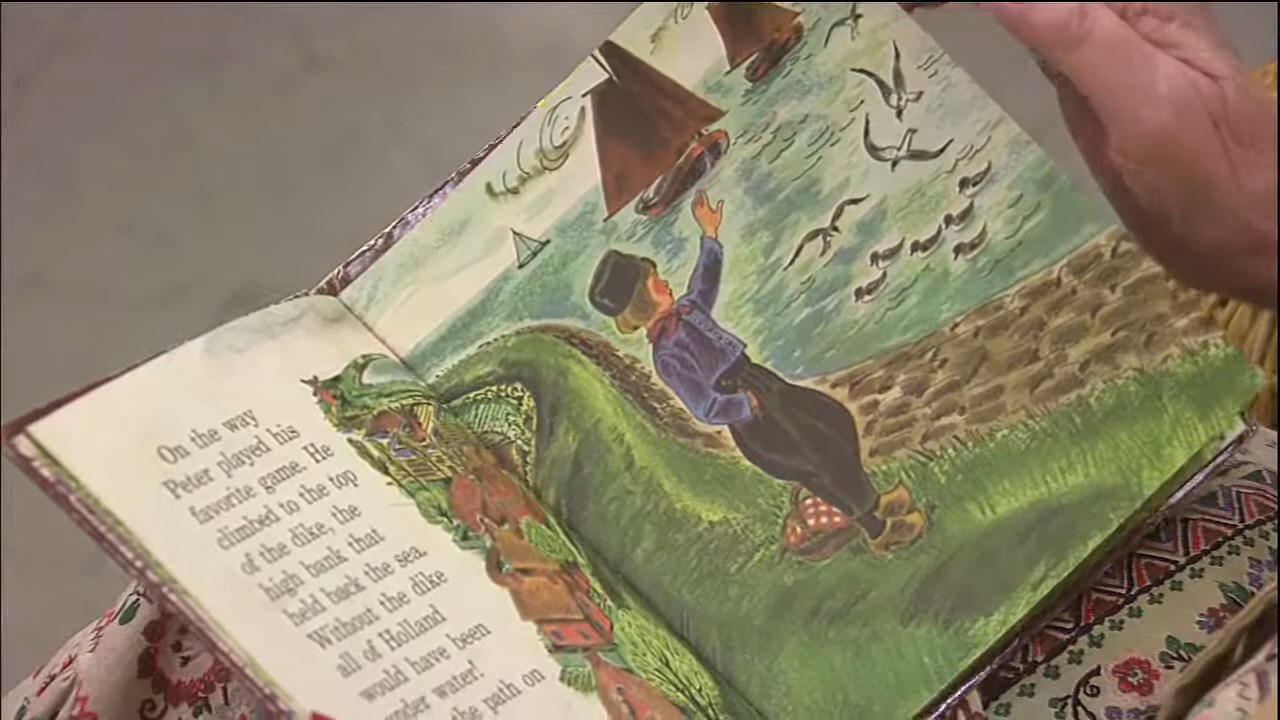 On the way
Peter played his
favorite game. He
climbed to the top
of the dike, the
high bank that
held back the sea.
Without the dike
all of Holland
would have been
under water!
the path on